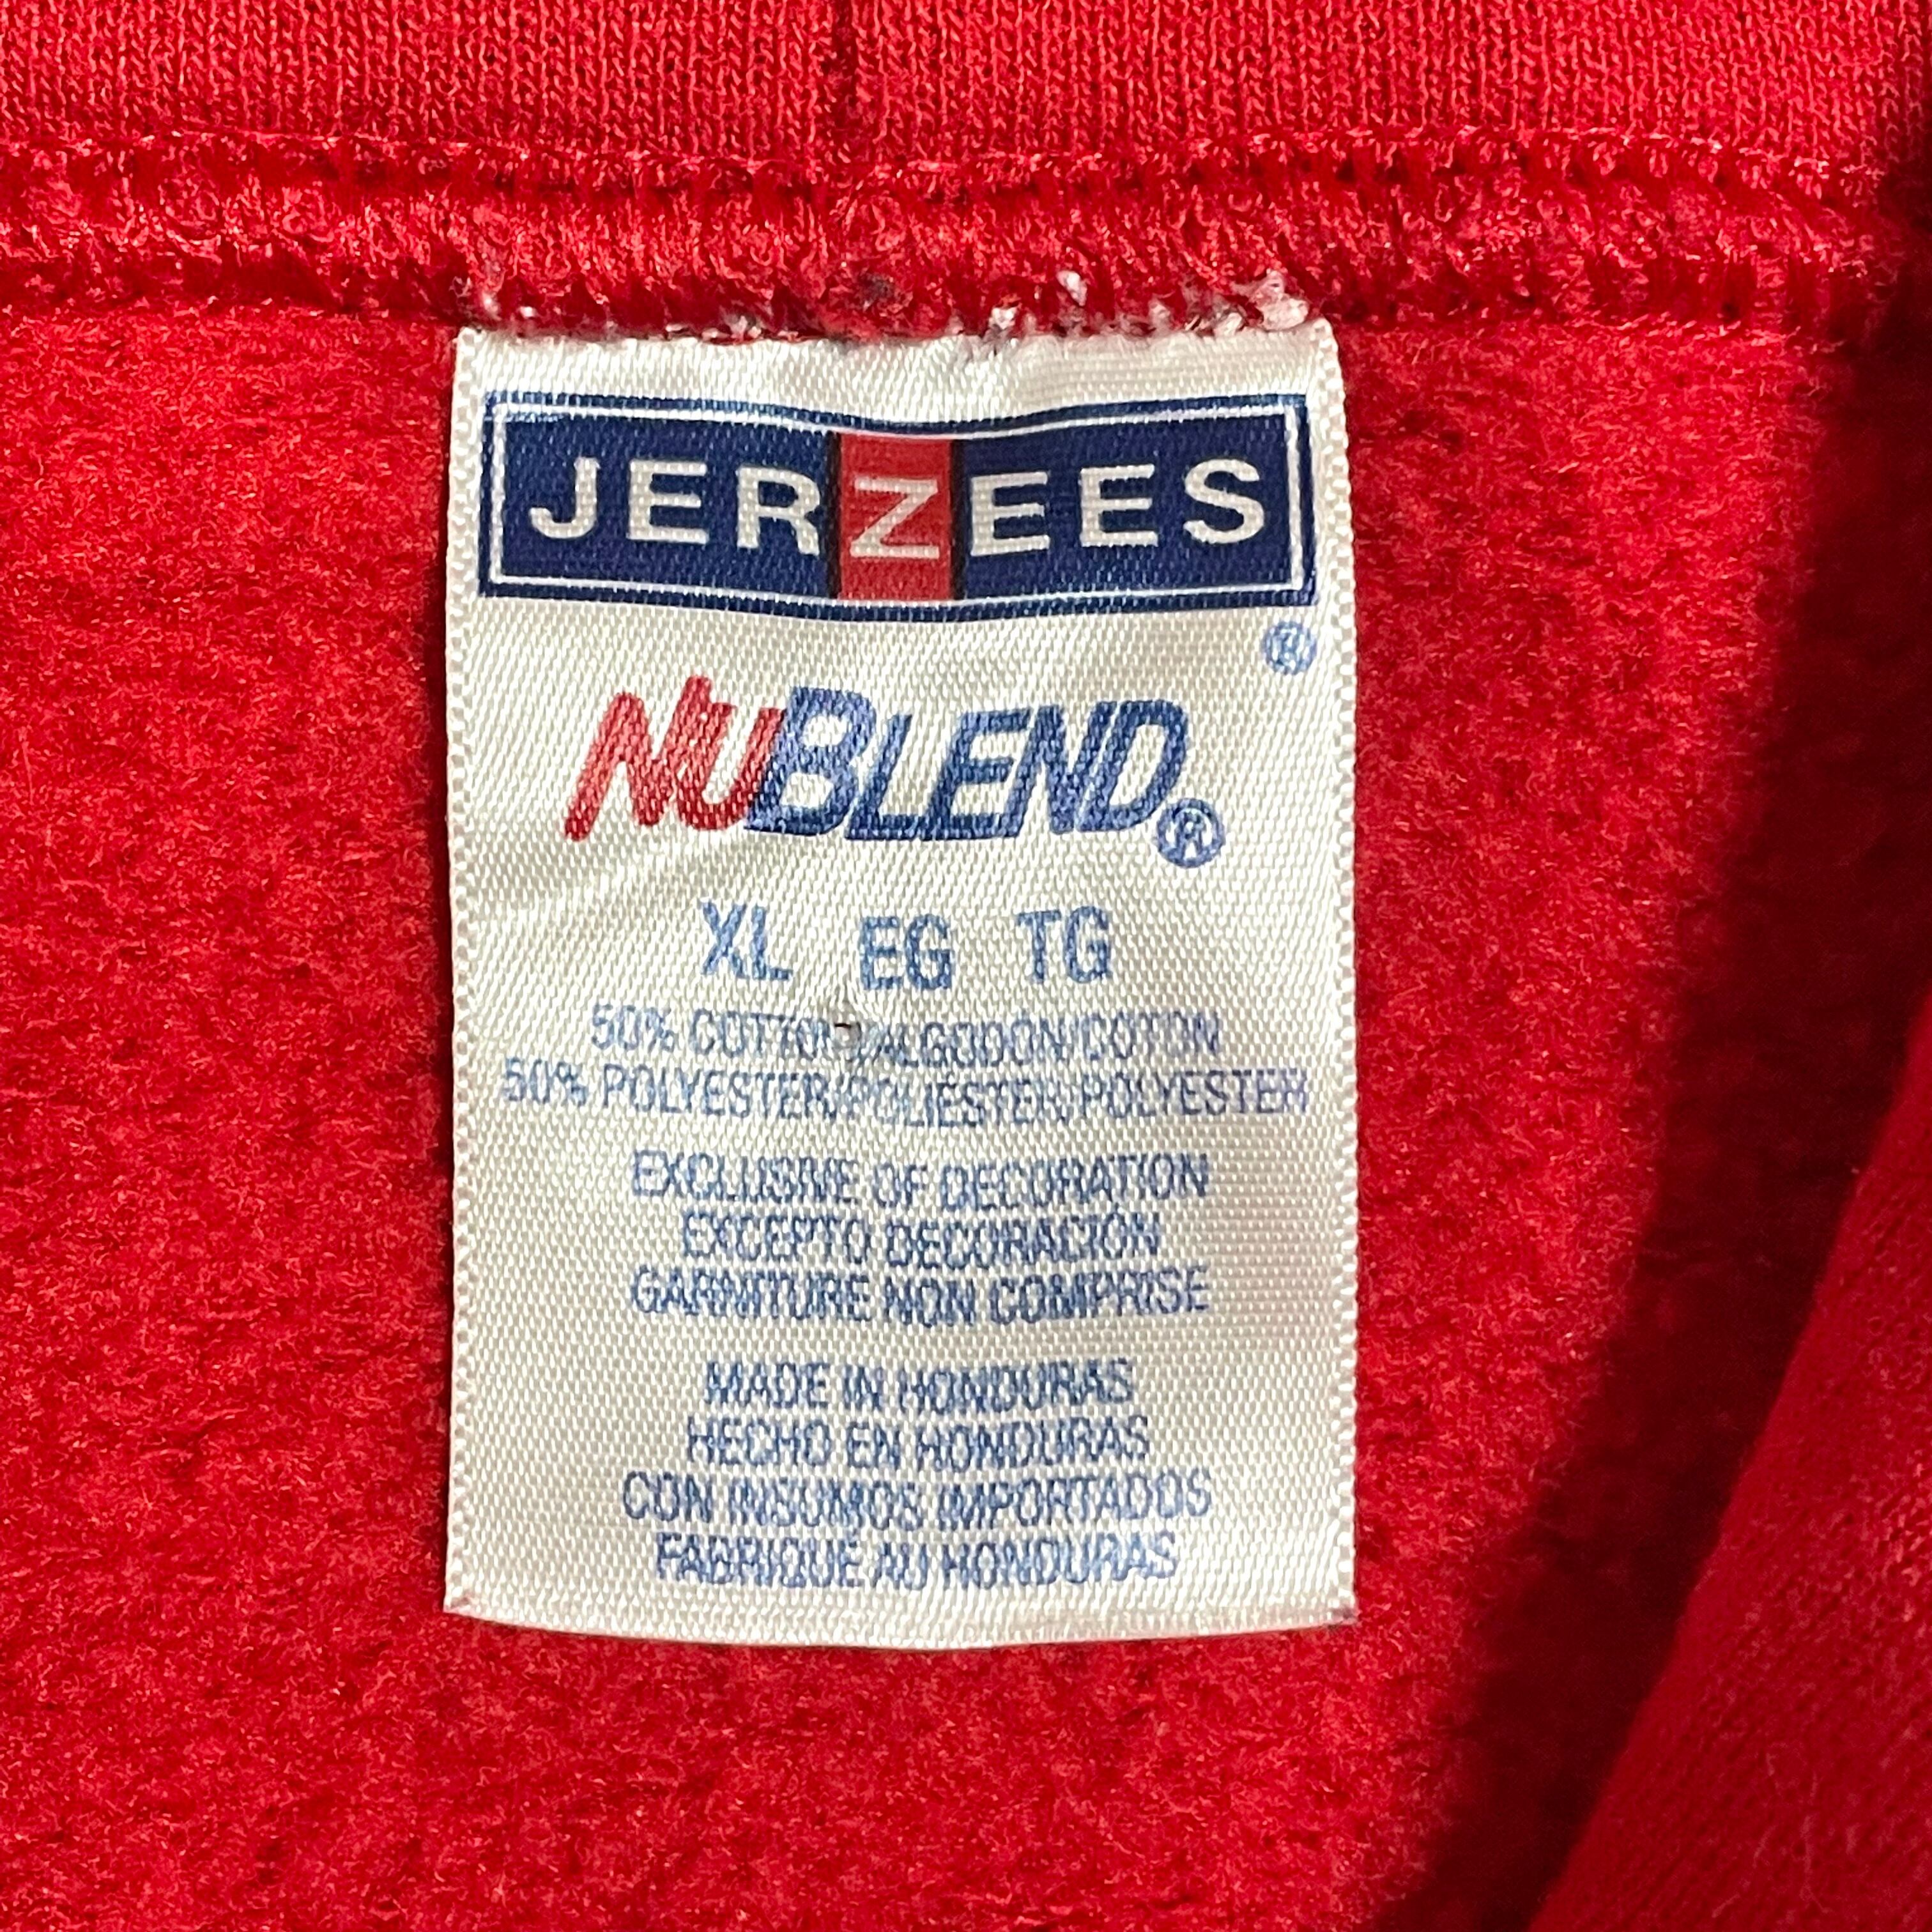 JERZEES
®
NUBLEND®
XL EG TG
50% COTTON/ALGODON/COTON
50% POLYESTER/POLIESTER/POLYESTER
EXCLUSIVE OF DECORATION
EXCEPTO DECORACIÓN
GARNITURE NON COMPRISE
MADE IN HONDURAS
HECHO EN HONDURAS
CON INSUMOS IMPORTADOS
FABRIQUE AU HONDURAS